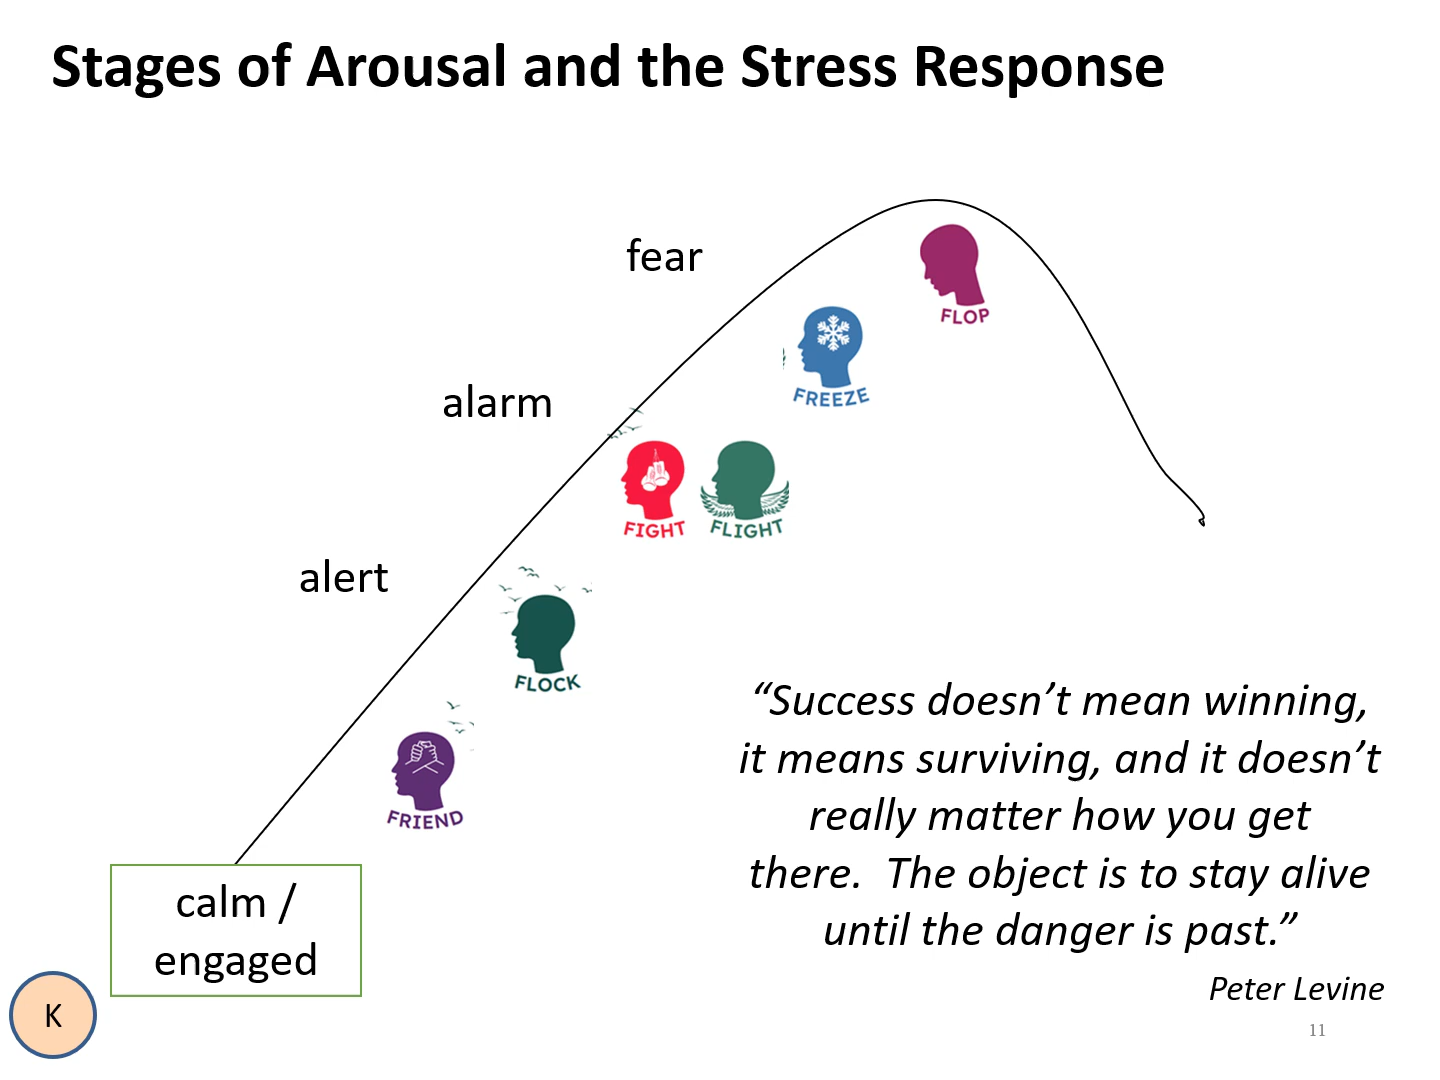 Stages of Arousal and the Stress Response
fear
FLOP
FREEZE
alarm
FIGHT
FLIGHT
alert
FLOCK
FRIEND
calm /
engaged
“Success doesn’t mean winning,
it means surviving, and it doesn’t
really matter how you get
there.  The object is to stay alive
until the danger is past.”
Peter Levine
K
11